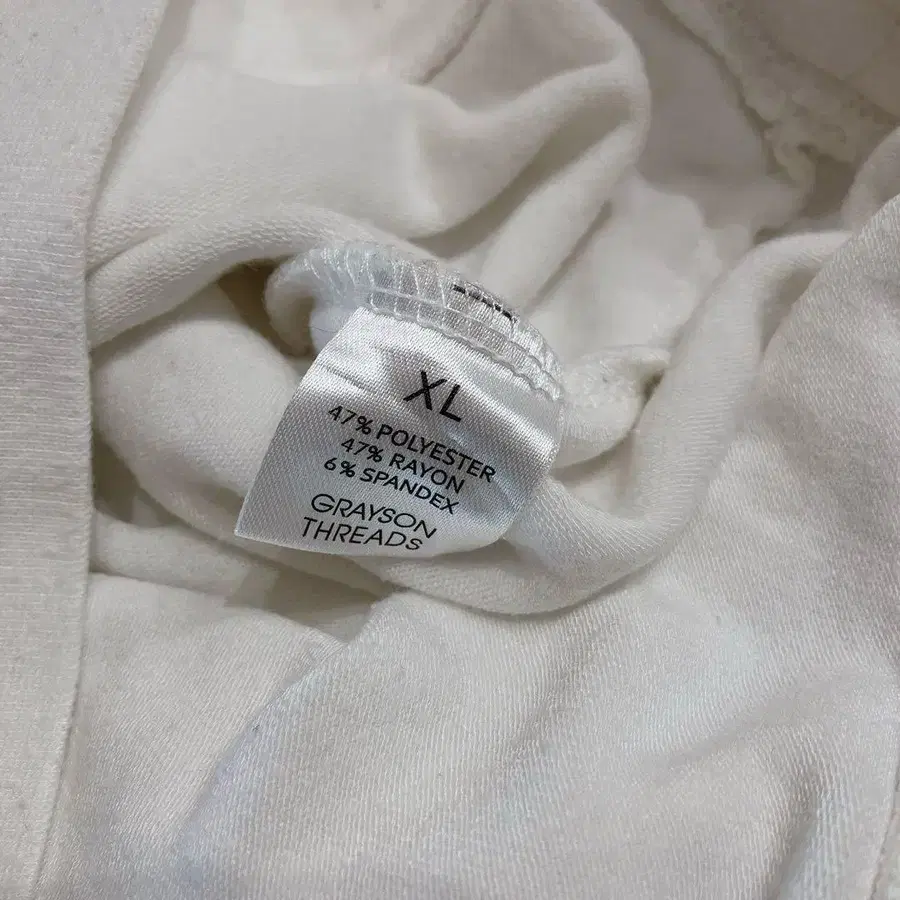 XL
47% POLYESTER
47% RAYON
6% SPANDEX
GRAYSON
THREADS